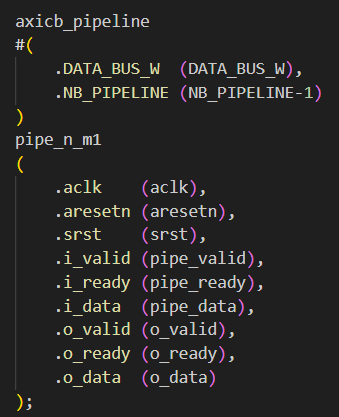 axicb_pipeline
#(
    .DATA_BUS_W  (DATA_BUS_W),
    .NB_PIPELINE (NB_PIPELINE-1)
)
pipe_n_m1
(
    .aclk    (aclk),
    .aresetn (aresetn),
    .srst    (srst),
    .i_valid (pipe_valid),
    .i_ready (pipe_ready),
    .i_data  (pipe_data),
    .o_valid (o_valid),
    .o_ready (o_ready),
    .o_data  (o_data)
);